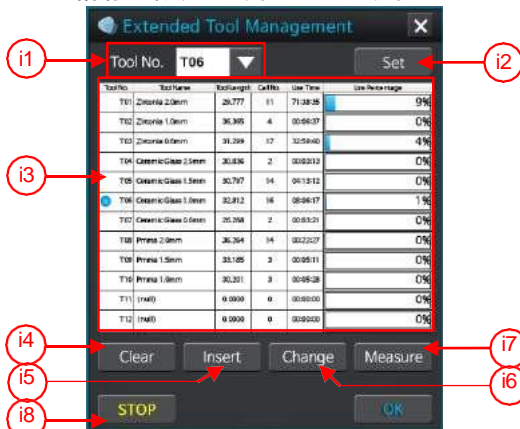 Extended Tool Management X
i1 Tool No. T06 Set i2
Tool No. Tool Name Tool Length Call No. Use Time Use Percentage
T01 Zirconia 2.0mm 29.777 11 71:38:35 9%
T02 Zirconia 1.0mm 36.365 4 00:06:37 0%
T03 Zirconia 0.6mm 31.299 17 32:59:40 4%
T04 Ceramic Glass 2.5mm 30.836 2 00:03:12 0%
i3 T05 Ceramic Glass 1.5mm 30.797 14 04:13:12 0%
T06 Ceramic Glass 1.0mm 32.812 16 08:06:17 1%
T07 Ceramic Glass 0.6mm 25.258 2 00:03:21 0%
T08 Prima 2.0mm 36.264 14 00:22:27 0%
T09 Prima 1.5mm 33.185 3 00:05:11 0%
T10 Prima 1.0mm 30.201 3 00:05:28 0%
T11 (null) 0.0000 0 00:00:00 0%
T12 (null) 0.0000 0 00:00:00 0%
i4 Clear Insert Change Measure i7
i5 i6
i8 STOP OK